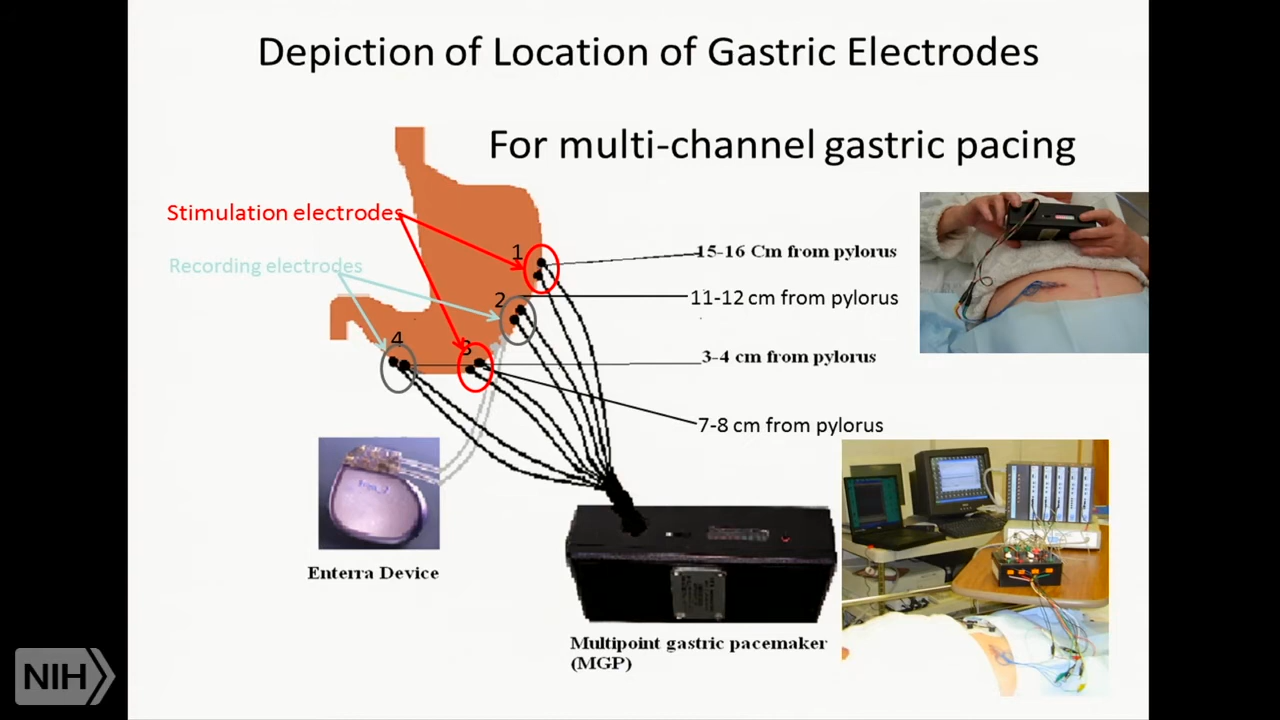 Depiction of Location of Gastric Electrodes
For multi-channel gastric pacing
Stimulation electrodes
Recording electrodes
1
2
3
4
15-16 Cm from pylorus
11-12 cm from pylorus
3-4 cm from pylorus
7-8 cm from pylorus
Enterra Device
Multipoint gastric pacemaker
(MGP)
NIH